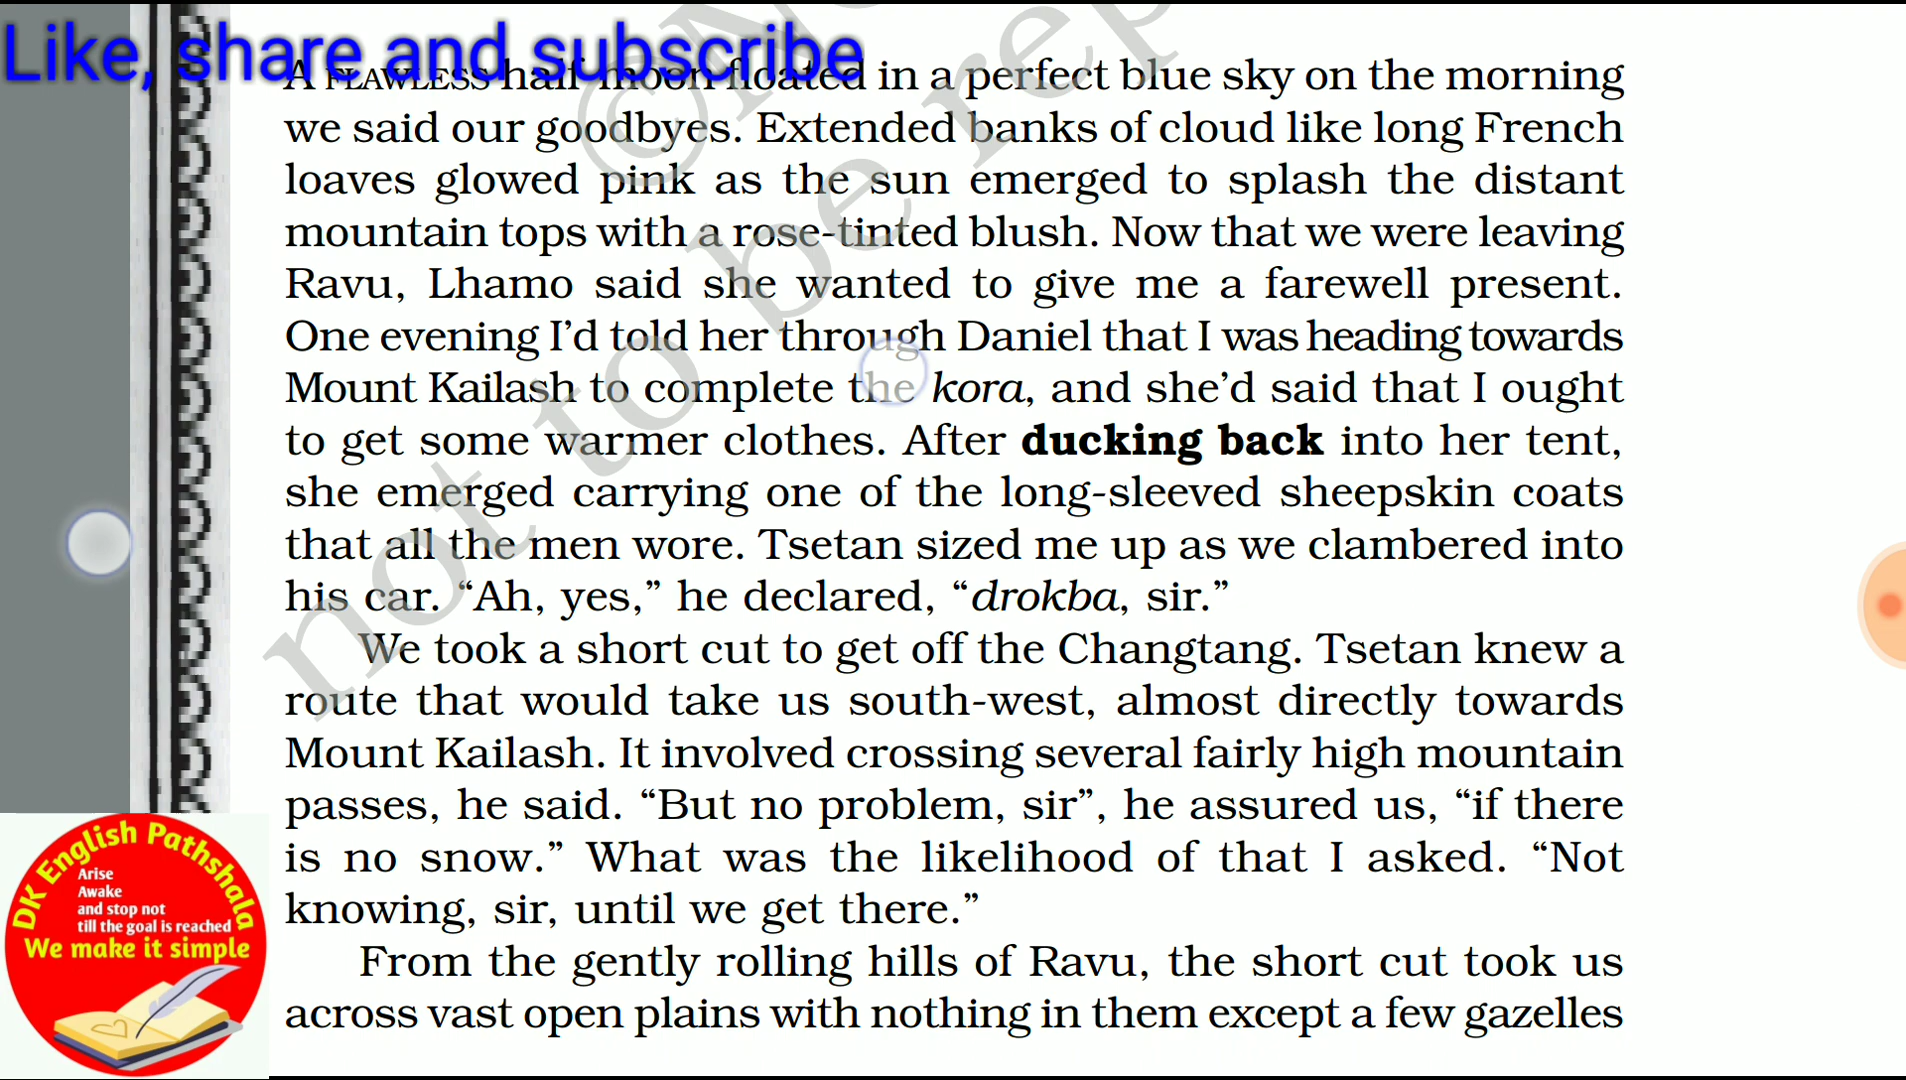 Like, share and subscribe
A FLAWLESS half-moon floated in a perfect blue sky on the morning
we said our goodbyes. Extended banks of cloud like long French
loaves glowed pink as the sun emerged to splash the distant
mountain tops with a rose-tinted blush. Now that we were leaving
Ravu, Lhamo said she wanted to give me a farewell present.
One evening I’d told her through Daniel that I was heading towards
Mount Kailash to complete the kora, and she’d said that I ought
to get some warmer clothes. After ducking back into her tent,
she emerged carrying one of the long-sleeved sheepskin coats
that all the men wore. Tsetan sized me up as we clambered into
his car. “Ah, yes,” he declared, “drokba, sir.”
We took a short cut to get off the Changtang. Tsetan knew a
route that would take us south-west, almost directly towards
Mount Kailash. It involved crossing several fairly high mountain
passes, he said. “But no problem, sir”, he assured us, “if there
is no snow.” What was the likelihood of that I asked. “Not
knowing, sir, until we get there.”
From the gently rolling hills of Ravu, the short cut took us
across vast open plains with nothing in them except a few gazelles
not to be rep
DK English Pathshala
Arise
Awake
and stop not
till the goal is reached
We make it simple